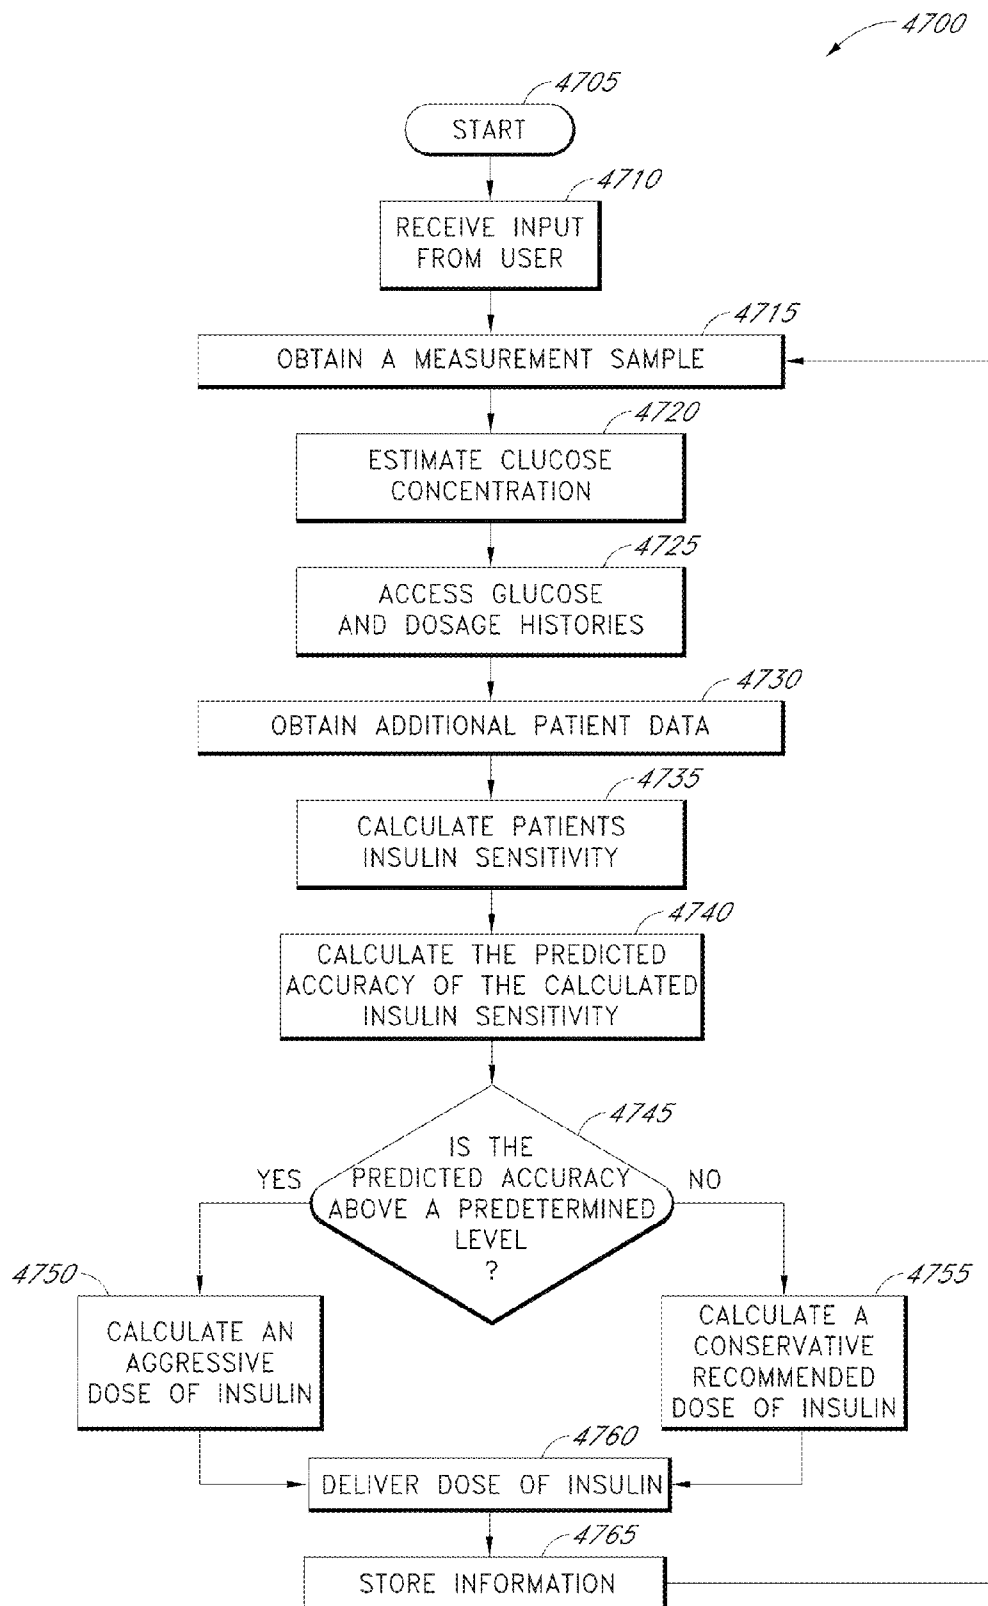 4700
4705
START
4710
RECEIVE INPUT
FROM USER
4715
OBTAIN A MEASUREMENT SAMPLE
4720
ESTIMATE CLUCOSE
CONCENTRATION
4725
ACCESS GLUCOSE
AND DOSAGE HISTORIES
4730
OBTAIN ADDITIONAL PATIENT DATA
4735
CALCULATE PATIENTS
INSULIN SENSITIVITY
4740
CALCULATE THE PREDICTED
ACCURACY OF THE CALCULATED
INSULIN SENSITIVITY
4745
IS THE
PREDICTED ACCURACY
ABOVE A PREDETERMINED
LEVEL
?
YES
NO
4750
CALCULATE AN
AGGRESSIVE
DOSE OF INSULIN
4755
CALCULATE A
CONSERVATIVE
RECOMMENDED
DOSE OF INSULIN
4760
DELIVER DOSE OF INSULIN
4765
STORE INFORMATION